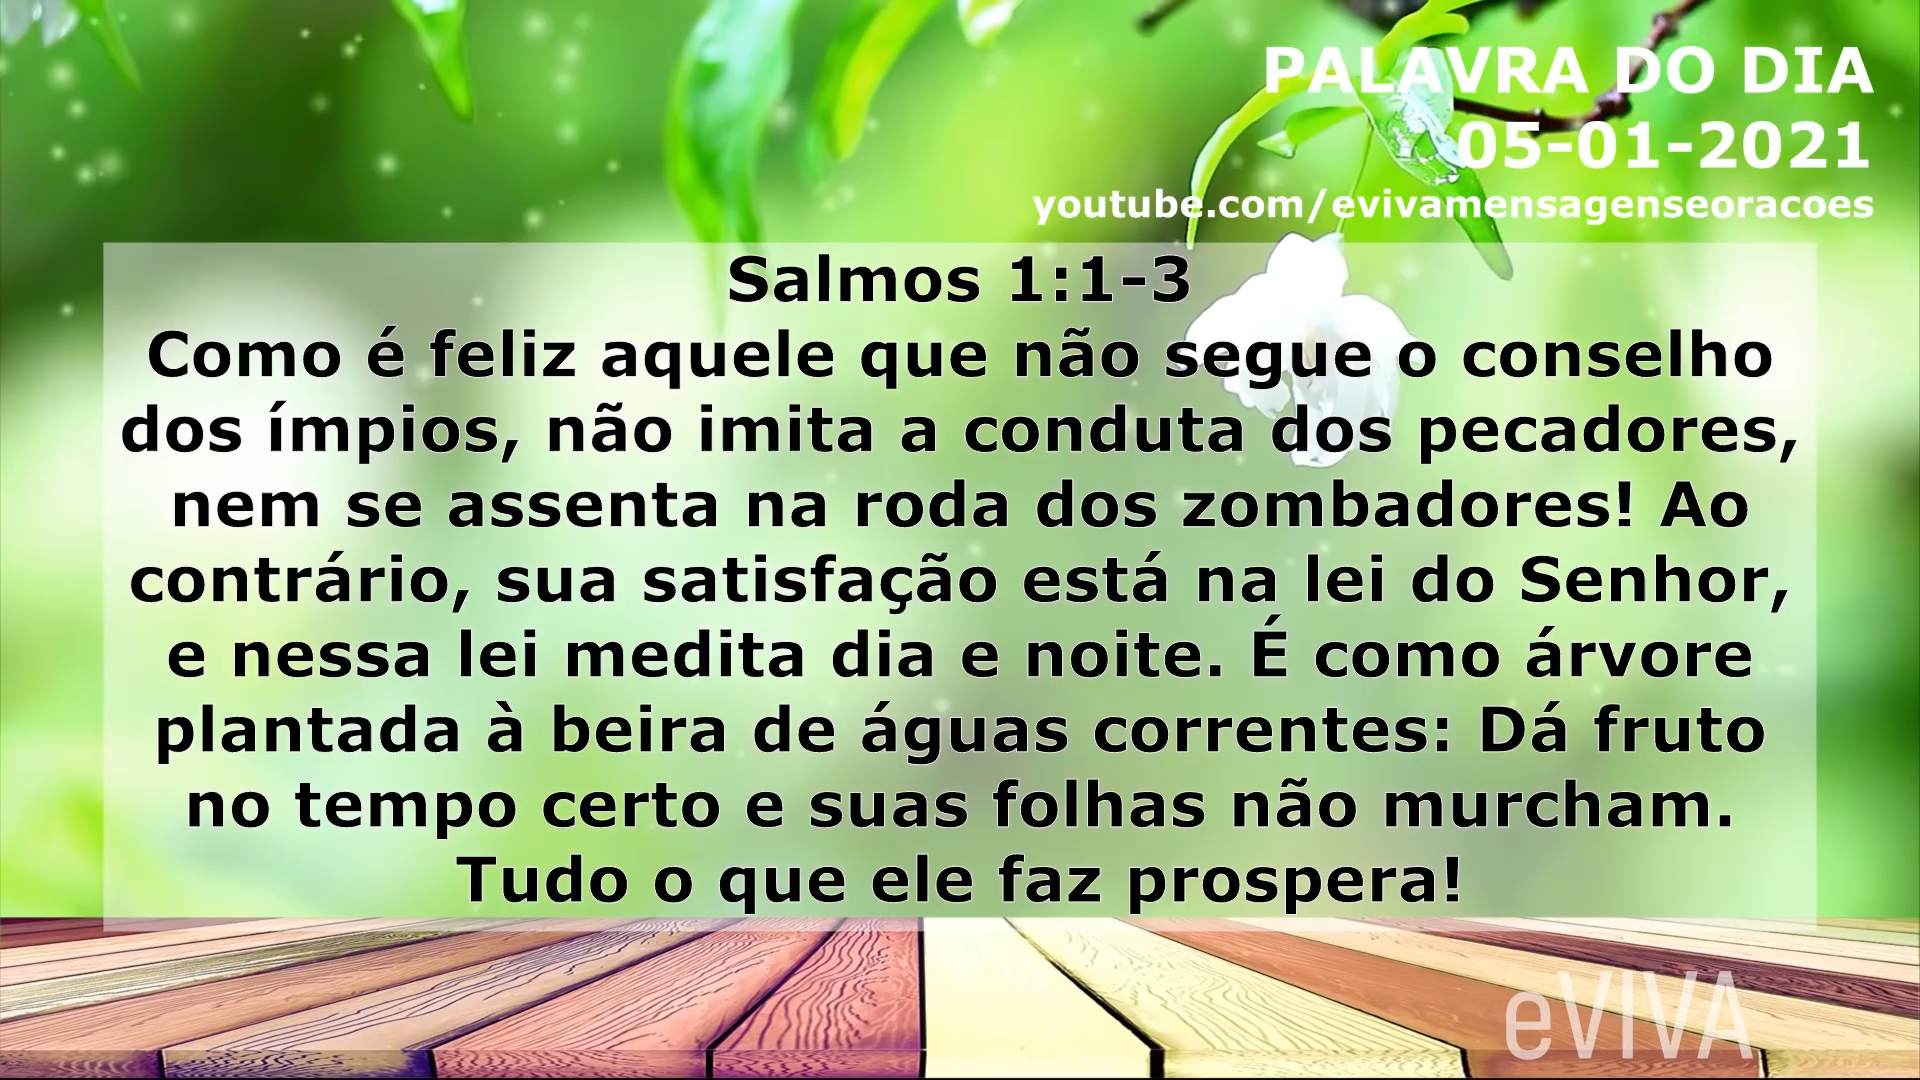 PALAVRA DO DIA
05-01-2021
youtube.com/evivamensagenseoracoes
Salmos 1:1-3
Como é feliz aquele que não segue o conselho
dos ímpios, não imita a conduta dos pecadores,
nem se assenta na roda dos zombadores! Ao
contrário, sua satisfação está na lei do Senhor,
e nessa lei medita dia e noite. É como árvore
plantada à beira de águas correntes: Dá fruto
no tempo certo e suas folhas não murcham.
Tudo o que ele faz prospera!
eVIVA